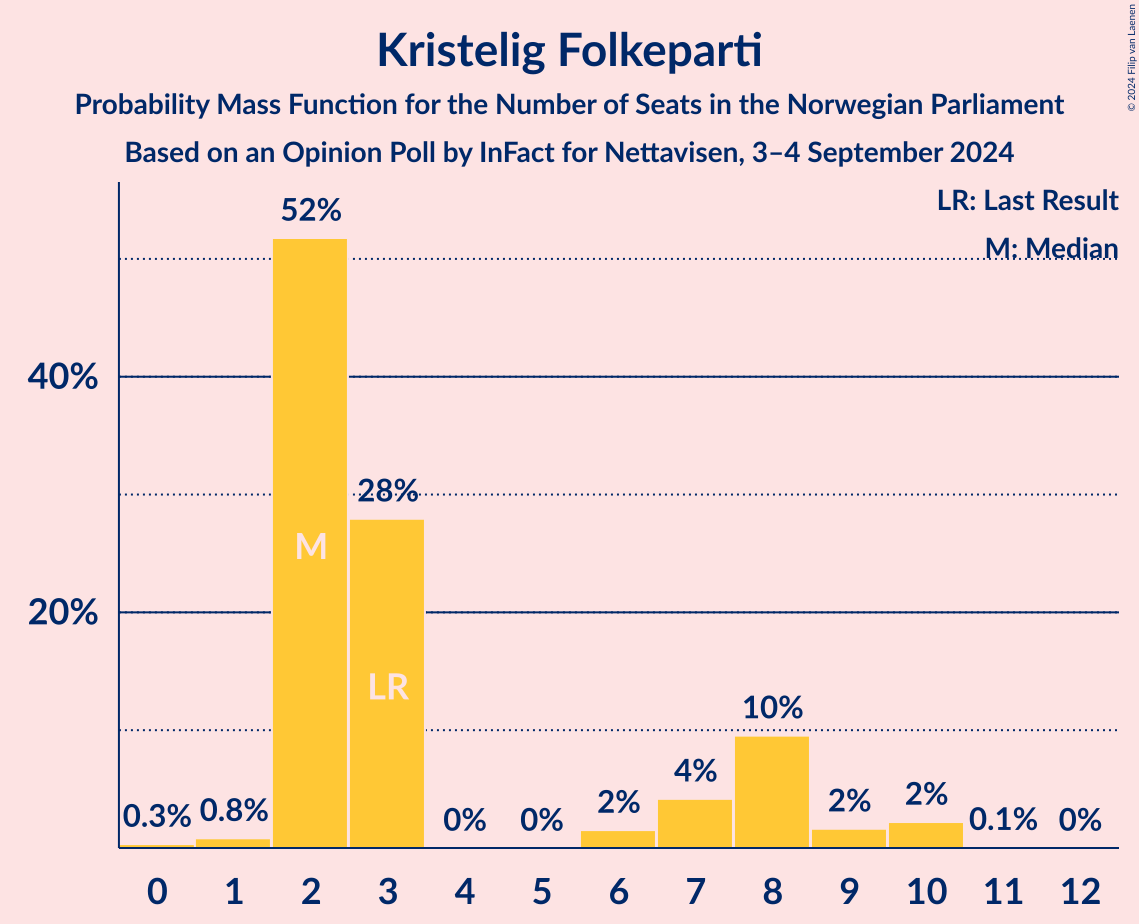 Kristelig Folkeparti
Probability Mass Function for the Number of Seats in the Norwegian Parliament
Based on an Opinion Poll by InFact for Nettavisen, 3–4 September 2024
© 2024 Filip van Laenen
LR: Last Result
M: Median
52%
40%
28%
M
20%
LR
10%
4%
2%
2%
2%
0.3%
0.8%
0%
0%
0.1%
0%
0 1 2 3 4 5 6 7 8 9 10 11 12